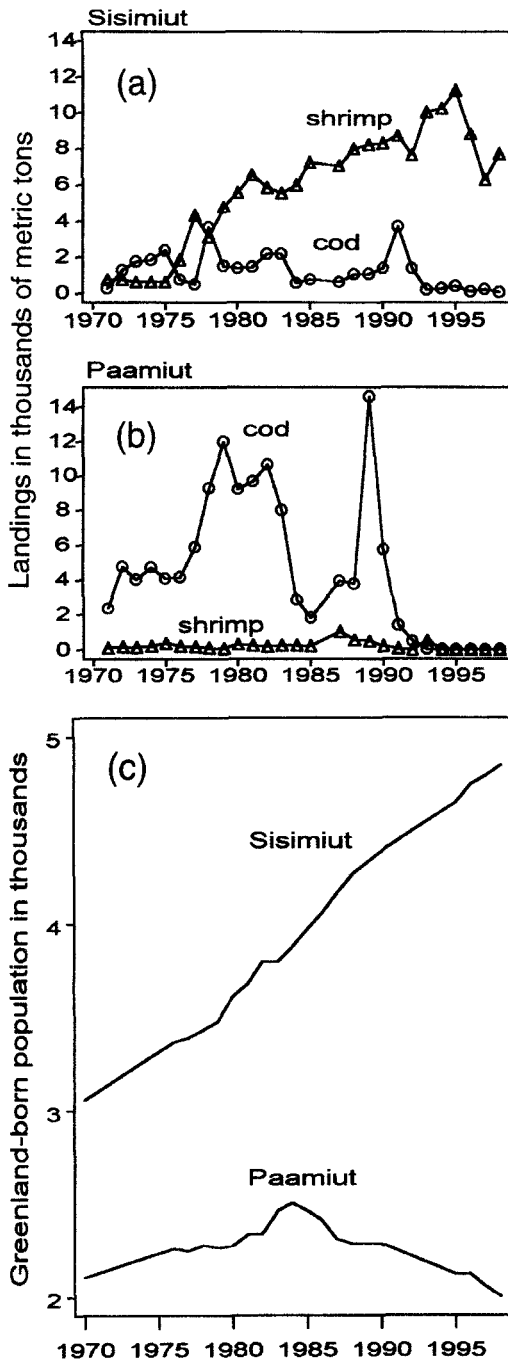 Sisimiut
Landings in thousands of metric tons
14
12
10
8
6
4
2
0
(a)
shrimp
cod
1970 1975 1980 1985 1990 1995
Paamiut
14
12
10
8
6
4
2
0
(b)
cod
shrimp
1970 1975 1980 1985 1990 1995
Greenland-born population in thousands
5
4
3
2
(c)
Sisimiut
Paamiut
1970 1975 1980 1985 1990 1995